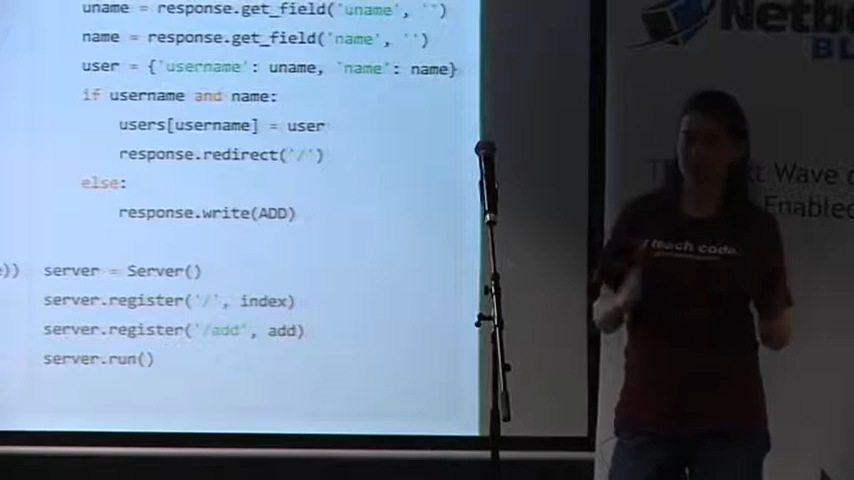 uname = response.get_field('uname', '')
name = response.get_field('name', '')
user = {'username': uname, 'name': name}
if username and name:
users[username] = user
response.redirect('/')
else:
response.write(ADD)
e)) server = Server()
server.register('/', index)
server.register('/add', add)
server.run()
I teach code.
Wave
Enabled